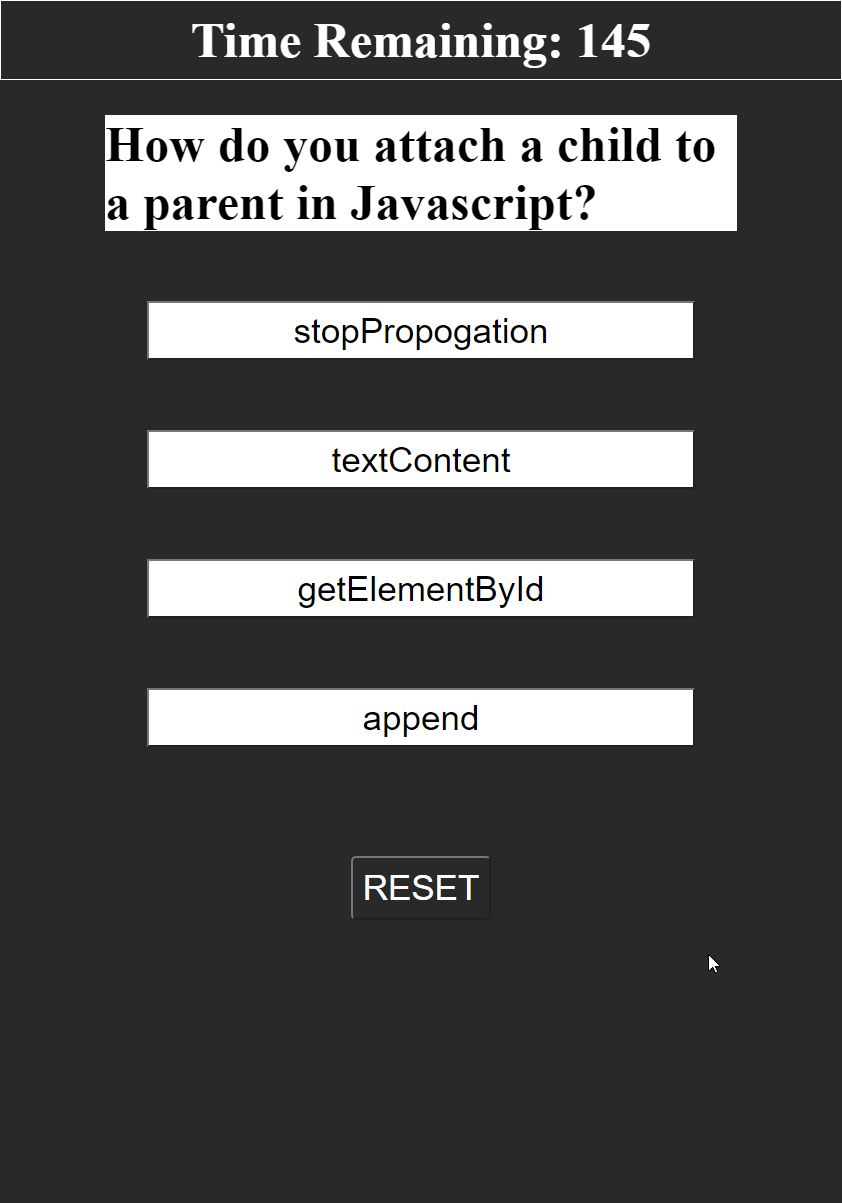 Time Remaining: 145
How do you attach a child to
a parent in Javascript?
stopPropogation
textContent
getElementById
append
RESET